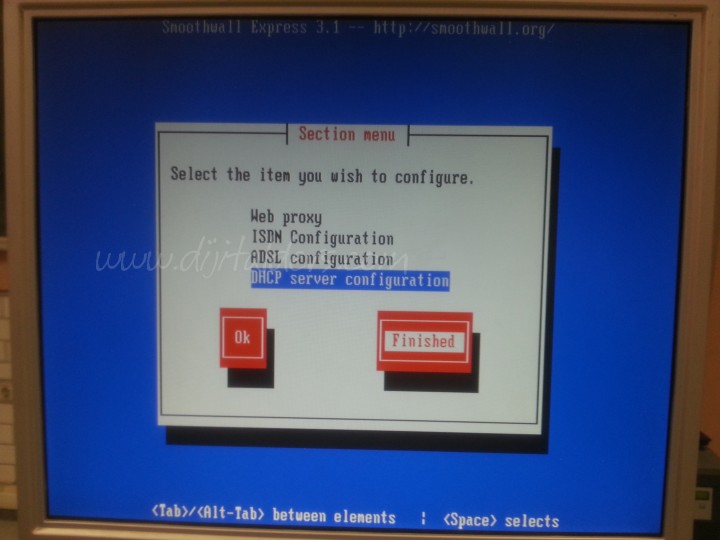 Smoothwall Express 3.1 -- http://smoothwall.org/
Section menu
Select the item you wish to configure.
Web proxy
ISDN Configuration
ADSL configuration
DHCP server configuration
Ok
Finished
<Tab>/<Alt-Tab> between elements ¦ <Space> selects